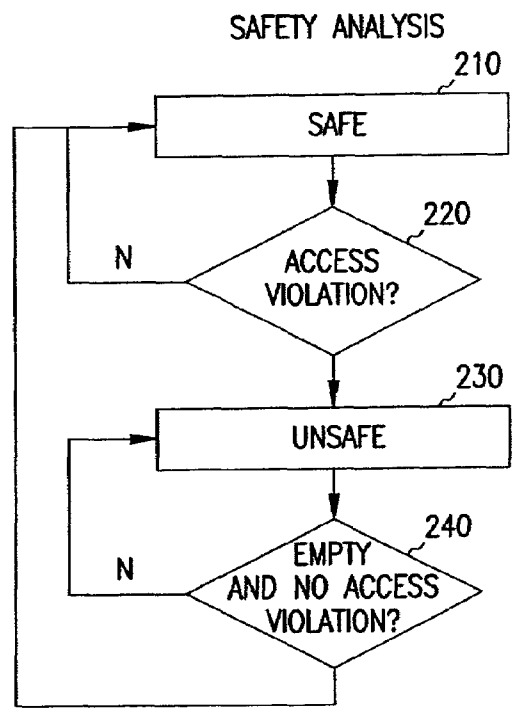 SAFETY ANALYSIS
210
SAFE
220
N
ACCESS
VIOLATION?
230
UNSAFE
240
N
EMPTY
AND NO ACCESS
VIOLATION?